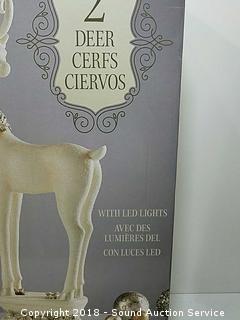 2
DEER
CERFS
CIERVOS
WITH LED LIGHTS
AVEC DES
LUMIÈRES DEL
CON LUCES LED
Copyright 2018 - Sound Auction Service